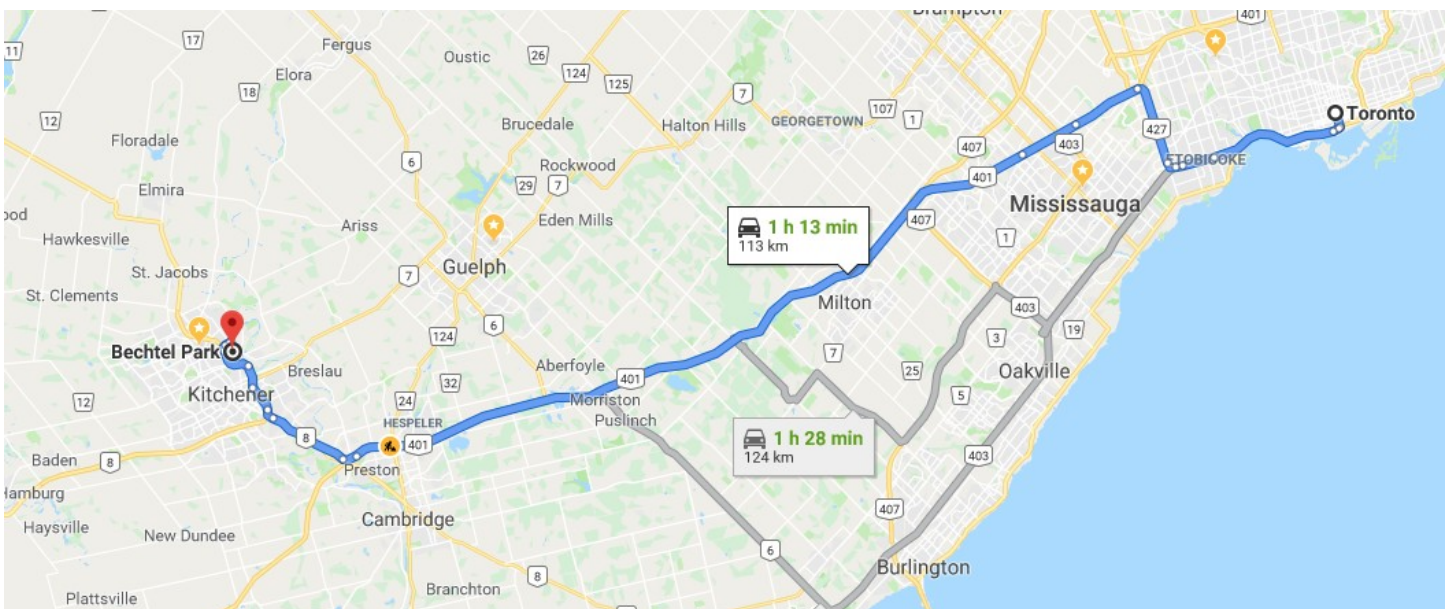 Brampton
401
11
17
Fergus
Oustic
26
Elora
124
125
18
7
107
1
GEORGETOWN
Toronto
12
Brucedale
Halton Hills
427
Floradale
6
407
403
ETOBICOKE
Rockwood
29
7
401
Elmira
Mississauga
Eden Mills
407
Ariss
1 h 13 min
113 km
Hawkesville
1
St. Jacobs
Guelph
7
St. Clements
Milton
403
19
124
6
3
7
Bechtel Park
Aberfoyle
Oakville
Breslau
25
32
401
Kitchener
5
12
24
Morriston
Puslinch
HESPELER
1 h 28 min
124 km
8
401
403
Baden
8
Preston
Hamburg
407
Haysville
Cambridge
New Dundee
6
Burlington
8
Branchton
Plattsville